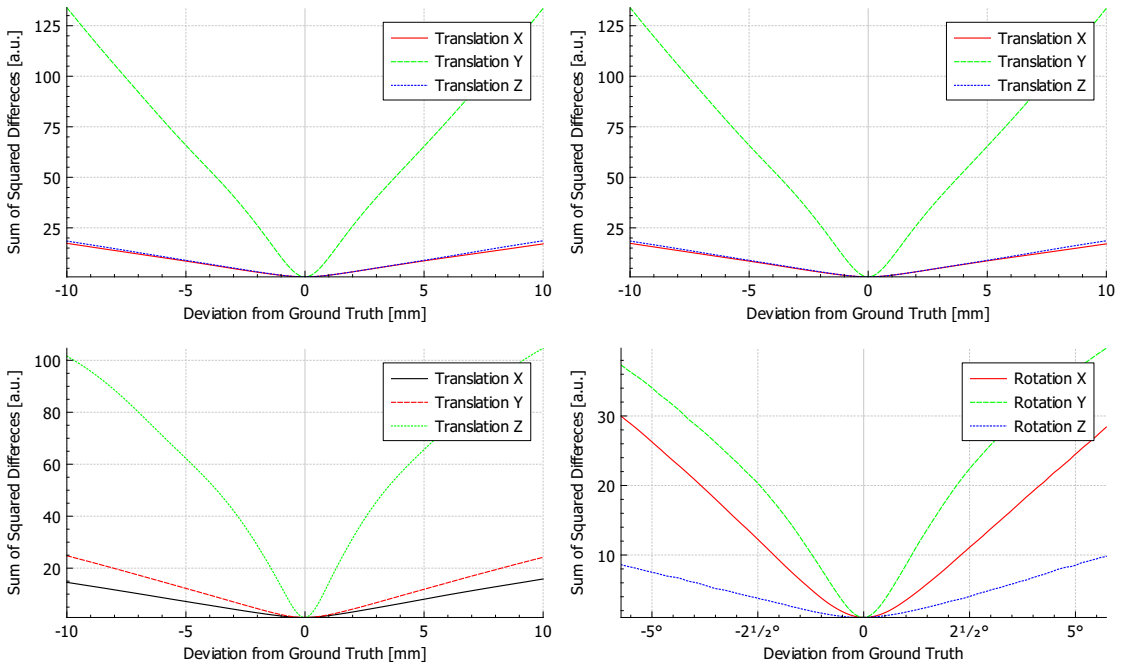 Sum of Squared Differeces [a.u.]
125
100
75
50
25
Translation X
Translation Y
Translation Z
-10
-5
0
5
10
Deviation from Ground Truth [mm]
Sum of Squared Differeces [a.u.]
125
100
75
50
25
Translation X
Translation Y
Translation Z
-10
-5
0
5
10
Deviation from Ground Truth [mm]
Sum of Squared Differeces [a.u.]
100
80
60
40
20
Translation X
Translation Y
Translation Z
-10
-5
0
5
10
Deviation from Ground Truth [mm]
Sum of Squared Differeces [a.u.]
30
20
10
Rotation X
Rotation Y
Rotation Z
-5°
-2¹/²°
0
2¹/²°
5°
Deviation from Ground Truth